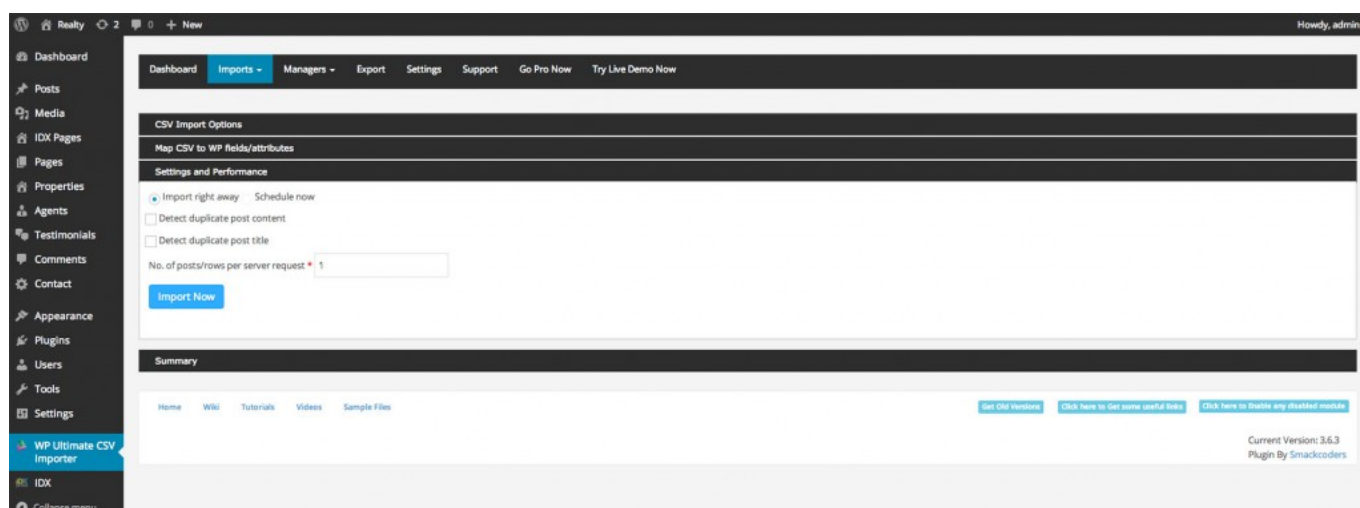 Realty 2 0 + New Howdy, admin
Dashboard
Posts
Media
IDX Pages
Pages
Properties
Agents
Testimonials
Comments
Contact
Appearance
Plugins
Users
Tools
Settings
WP Ultimate CSV
Importer
IDX
Collapse menu
Dashboard Imports Managers Export Settings Support Go Pro Now Try Live Demo Now
CSV Import Options
Map CSV to WP fields/attributes
Settings and Performance
Import right away Schedule now
Detect duplicate post content
Detect duplicate post title
No. of posts/rows per server request * 1
Import Now
Summary
Home Wiki Tutorials Videos Sample Files Get Old Versions Click here to Get some useful links Click here to Enable any disabled module
Current Version: 3.6.3
Plugin By Smackcoders